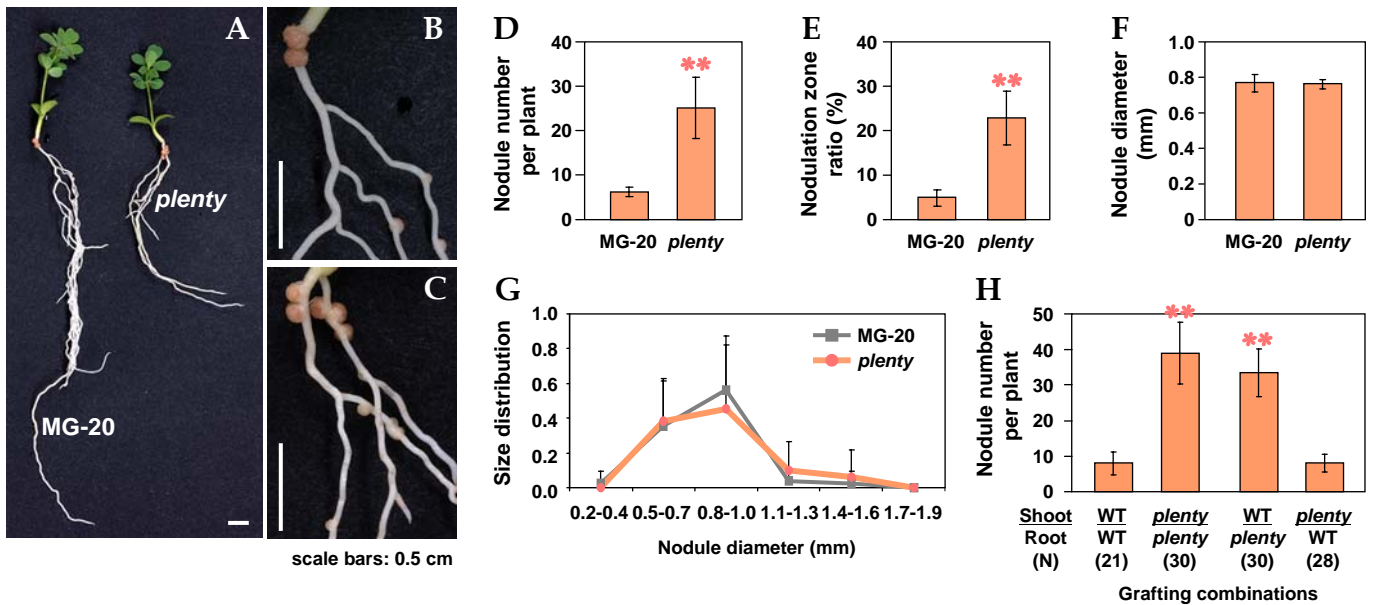 A
plenty
MG-20
B
C
scale bars: 0.5 cm
D
Nodule number
per plant
40
30
20
10
0
**
MG-20 plenty
E
Nodulation zone
ratio (%)
40
30
20
10
0
**
MG-20 plenty
F
Nodule diameter
(mm)
1.0
0.8
0.6
0.4
0.2
0
MG-20 plenty
G
Size distribution
1.0
0.8
0.6
0.4
0.2
0.0
MG-20
plenty
0.2-0.4 0.5-0.7 0.8-1.0 1.1-1.3 1.4-1.6 1.7-1.9
Nodule diameter (mm)
H
Nodule number
per plant
50
40
30
20
10
0
**
**
Shoot WT plenty WT plenty
Root WT plenty plenty WT
(N) (21) (30) (30) (28)
Grafting combinations